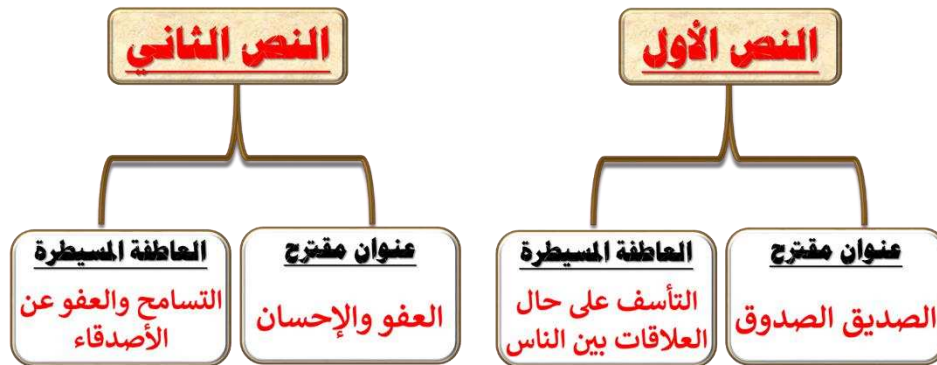 النص الأول
عنوان مقترح
الصديق الصدوق
العاطفة المسيطرة
التأسف على حال
العلاقات بين الناس
النص الثاني
عنوان مقترح
العفو والإحسان
العاطفة المسيطرة
التسامح والعفو عن
الأصدقاء